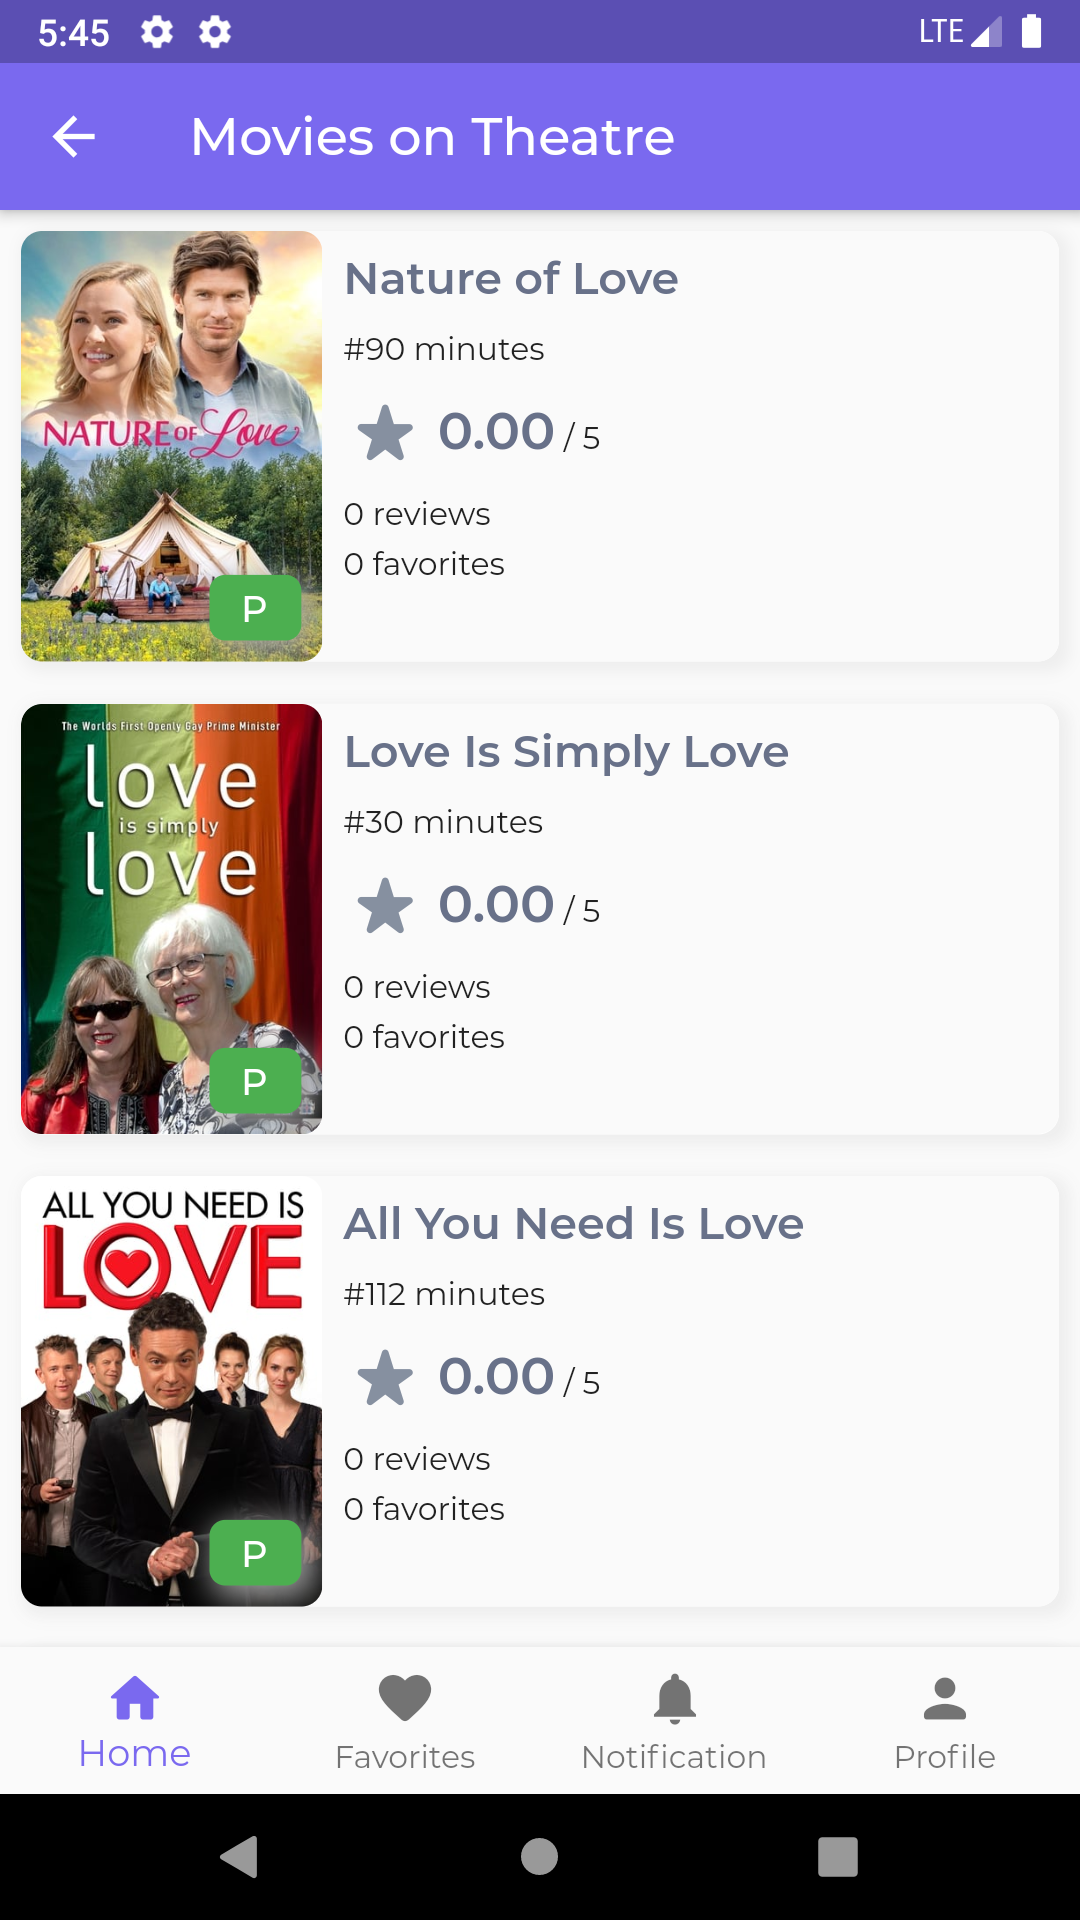 5:45
LTE
Movies on Theatre
NATURE OF Love
P
Nature of Love
#90 minutes
0.00 / 5
0 reviews
0 favorites
The Worlds First Openly Gay Prime Minister
love
is simply
love
P
Love Is Simply Love
#30 minutes
0.00 / 5
0 reviews
0 favorites
ALL YOU NEED IS
LOVE
P
All You Need Is Love
#112 minutes
0.00 / 5
0 reviews
0 favorites
Home
Favorites
Notification
Profile